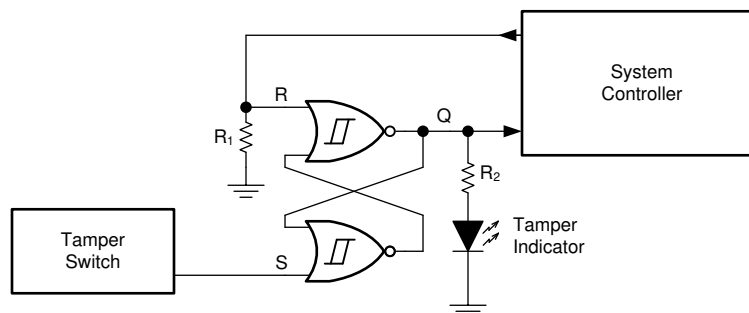 System
Controller
R
Q
R₁
R₂
Tamper
Switch
S
Tamper
Indicator